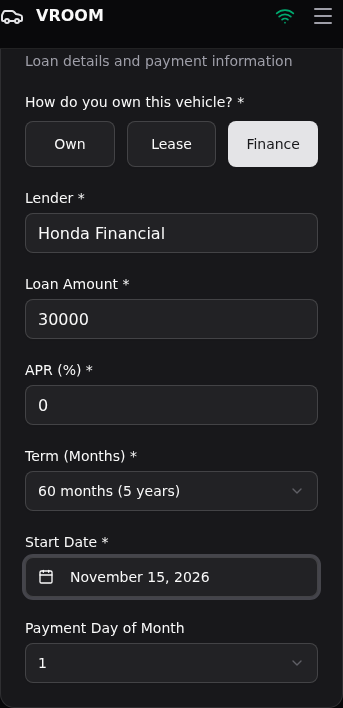 VROOM
Loan details and payment information
How do you own this vehicle? *
Own Lease Finance
Lender *
Honda Financial
Loan Amount *
30000
APR (%) *
0
Term (Months) *
60 months (5 years)
Start Date *
November 15, 2026
Payment Day of Month
1